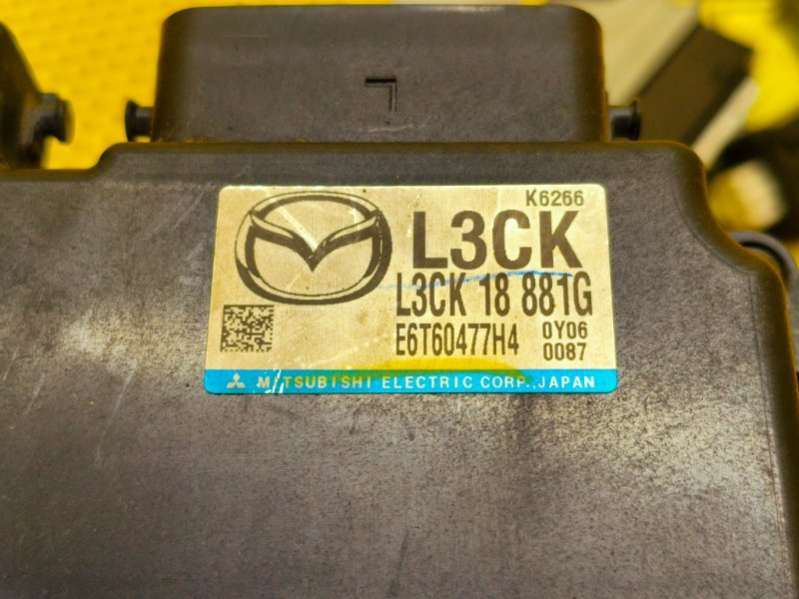 K6266
L3CK
L3CK 18 881G
E6T60477H4
0Y06
0087
MITSUBISHI ELECTRIC CORP. JAPAN